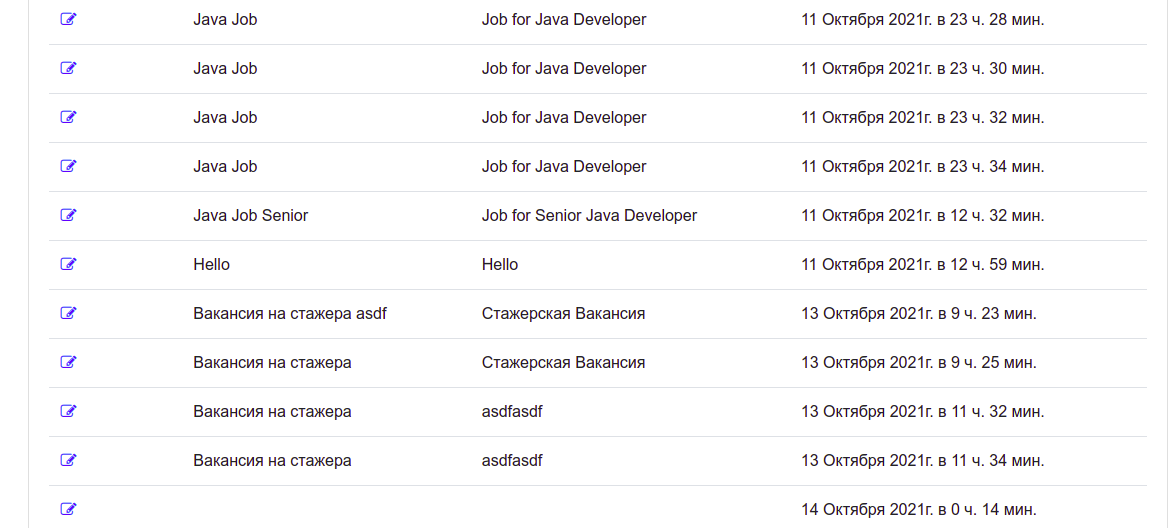 Java Job Job for Java Developer 11 Октября 2021г. в 23 ч. 28 мин.
Java Job Job for Java Developer 11 Октября 2021г. в 23 ч. 30 мин.
Java Job Job for Java Developer 11 Октября 2021г. в 23 ч. 32 мин.
Java Job Job for Java Developer 11 Октября 2021г. в 23 ч. 34 мин.
Java Job Senior Job for Senior Java Developer 11 Октября 2021г. в 12 ч. 32 мин.
Hello Hello 11 Октября 2021г. в 12 ч. 59 мин.
Вакансия на стажера asdf Стажерская Вакансия 13 Октября 2021г. в 9 ч. 23 мин.
Вакансия на стажера Стажерская Вакансия 13 Октября 2021г. в 9 ч. 25 мин.
Вакансия на стажера asdfasdf 13 Октября 2021г. в 11 ч. 32 мин.
Вакансия на стажера asdfasdf 13 Октября 2021г. в 11 ч. 34 мин.
14 Октября 2021г. в 0 ч. 14 мин.